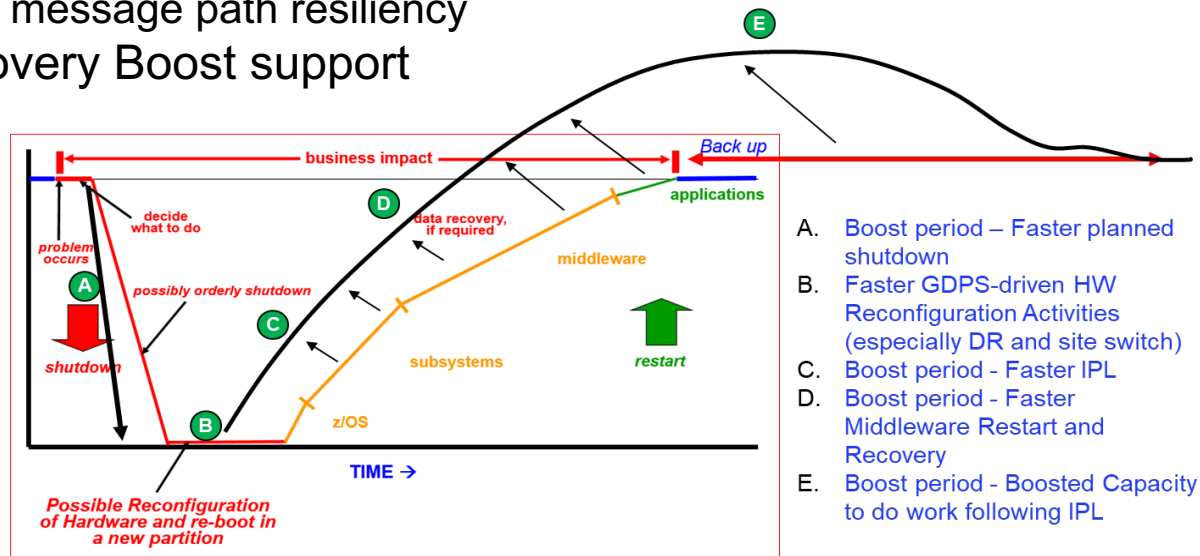 message path resiliency
overy Boost support
E
business impact
Back up
applications
decide
what to do
problem
occurs
D
data recovery,
if required
middleware
A
possibly orderly shutdown
C
shutdown
subsystems
restart
B
z/OS
TIME →
Possible Reconfiguration
of Hardware and re-boot in
a new partition
A. Boost period – Faster planned
shutdown
B. Faster GDPS-driven HW
Reconfiguration Activities
(especially DR and site switch)
C. Boost period - Faster IPL
D. Boost period - Faster
Middleware Restart and
Recovery
E. Boost period - Boosted Capacity
to do work following IPL